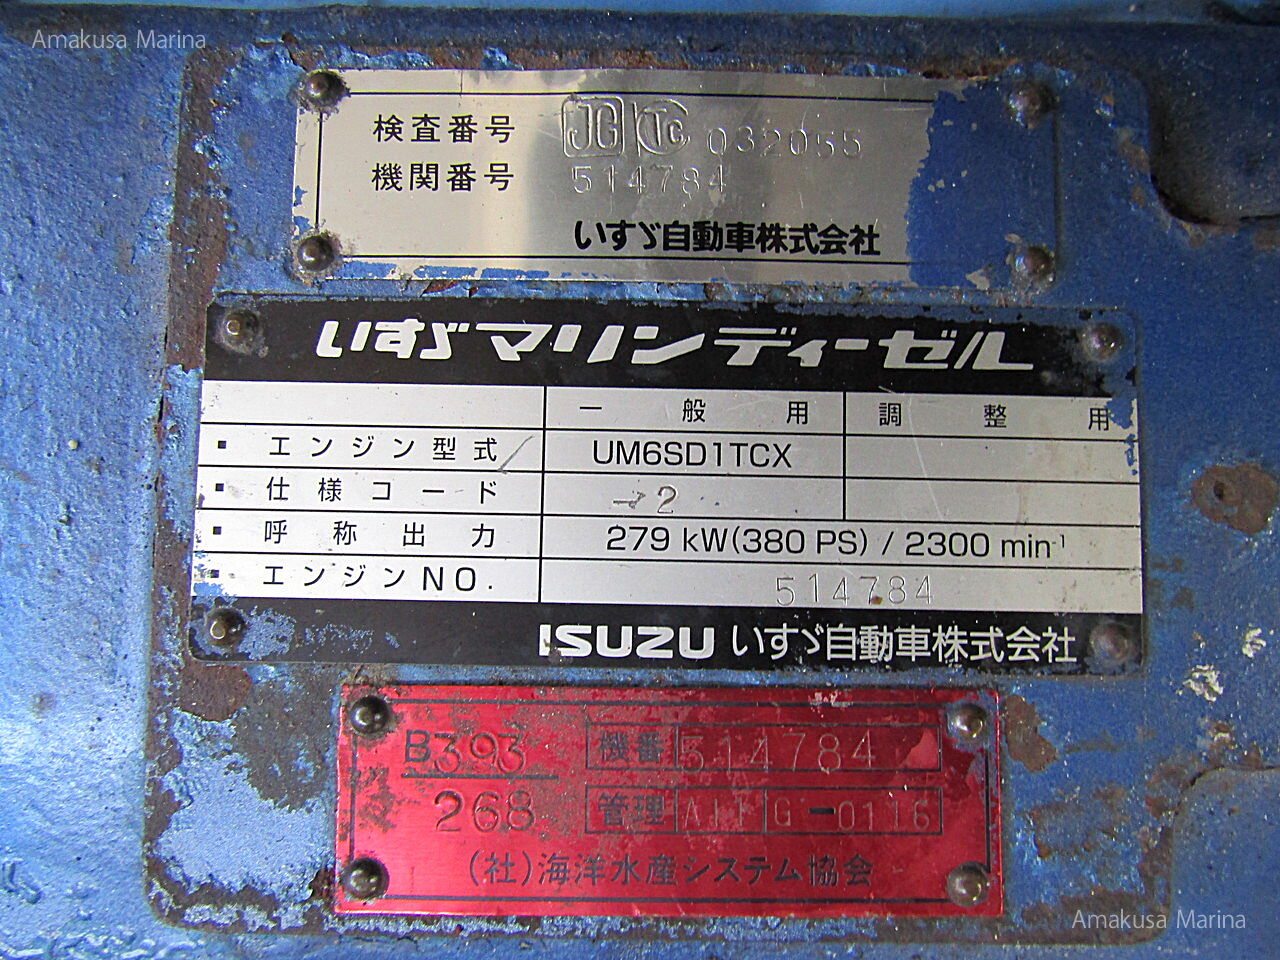 Amakusa Marina
検査番号 JG KTc 032055
機関番号 514784
いすゞ自動車株式会社
いすゞマリンディーゼル
一般用 調整用
▪ エンジン型式 UM6SD1TCX
▪ 仕様コード -2
▪ 呼称出力 279 kW(380 PS) / 2300 min-1
▪ エンジンNO. 514784
ISUZU いすゞ自動車株式会社
B393 機番 514784
268 管理 G-0116
(社)海洋水産システム協会
Amakusa Marina